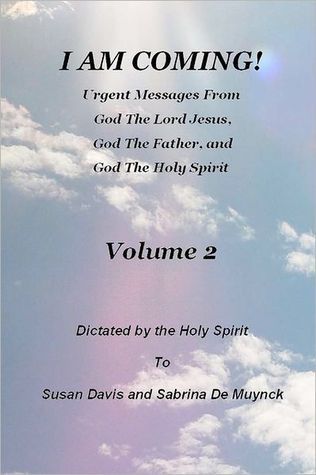 I AM COMING!
Urgent Messages From
God The Lord Jesus,
God The Father, and
God The Holy Spirit
Volume 2
Dictated by the Holy Spirit
To
Susan Davis and Sabrina De Muynck